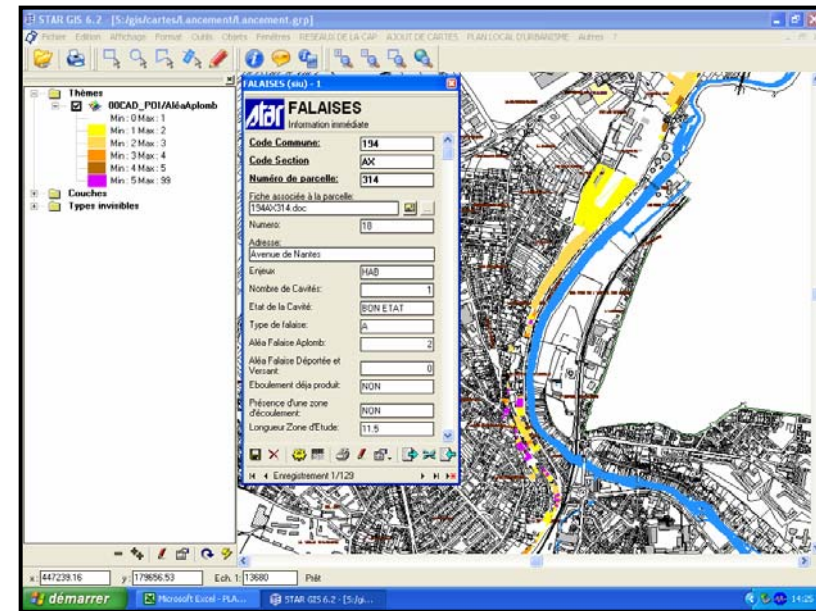 STAR GIS 6.2 - [S:/gis/cartes/Lancement/Lancement.grp]
Fichier Edition Affichage Format Outils Objets Fenêtres RESEAUX DE LA CAP AJOUT DE CARTES PLAN LOCAL D'URBANISME Autres ?
Thèmes
00CAD_POI/AléaAplomb
Min : 0 Max : 1
Min : 1 Max : 2
Min : 2 Max : 3
Min : 3 Max : 4
Min : 4 Max : 5
Min : 5 Max : 99
Couches
Types invisibles
FALAISES (siu) - 1
star FALAISES
Information immédiate
Code Commune: 194
Code Section AX
Numéro de parcelle: 314
Fiche associée à la parcelle:
194AX314.doc ...
Numero: 18
Adresse:
Avenue de Nantes
Enjeux HAB
Nombre de Cavités: 1
Etat de la Cavité: BON ETAT
Type de falaise: A
Aléa Falaise Aplomb: 2
Aléa Falaise Déportée et
Versant: 0
Eboulement déja produit: NON
Présence d'une zone
d'écoulement: NON
Longueur Zone d'Etude: 11.5
Enregistrement 1/129
x : 447239.16 y : 179656.53 Ech. 1: 13680 Prêt
démarrer Microsoft Excel - PLA... STAR GIS 6.2 - [S:/gi... 14:25